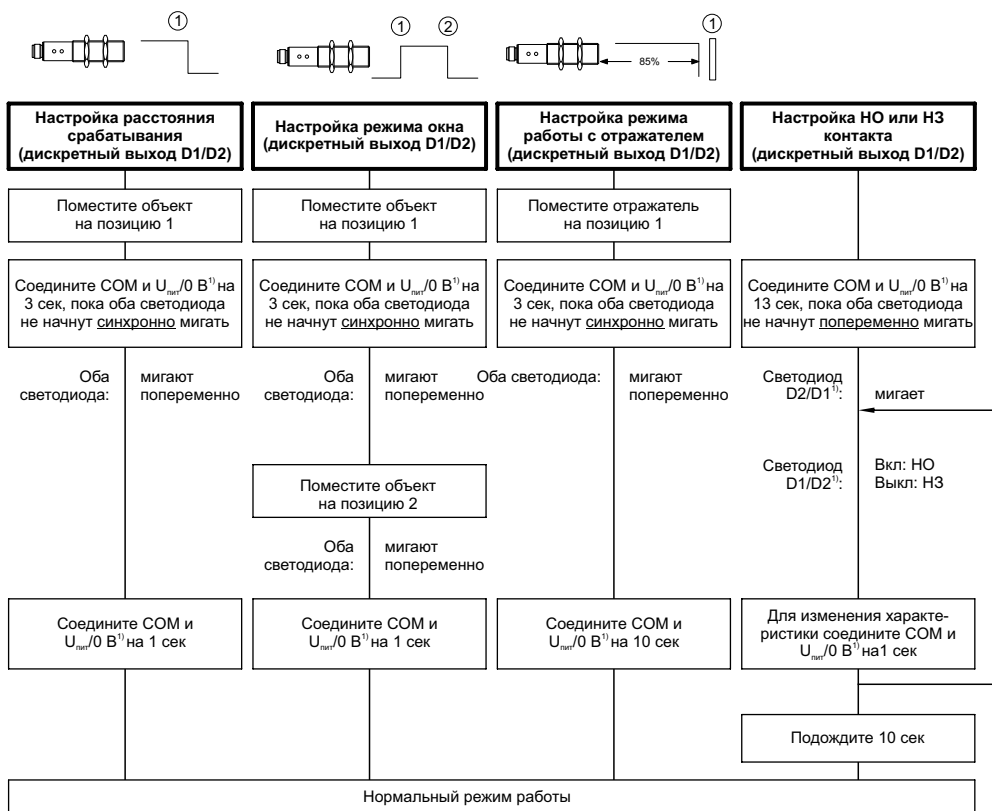 1
1
2
1
85%
Настройка расстояния
срабатывания
(дискретный выход D1/D2)
Настройка режима окна
(дискретный выход D1/D2)
Настройка режима
работы с отражателем
(дискретный выход D1/D2)
Настройка НО или НЗ
контакта
(дискретный выход D1/D2)
Поместите объект
на позицию 1
Поместите объект
на позицию 1
Поместите отражатель
на позицию 1
Соедините COM и Uпит/0 В1) на
3 сек, пока оба светодиода
не начнут синхронно мигать
Соедините COM и Uпит/0 В1) на
3 сек, пока оба светодиода
не начнут синхронно мигать
Соедините COM и Uпит/0 В1) на
3 сек, пока оба светодиода
не начнут синхронно мигать
Соедините COM и Uпит/0 В1) на
13 сек, пока оба светодиода
не начнут попеременно мигать
Оба
светодиода:
мигают
попеременно
Оба
светодиода:
мигают
попеременно
Оба светодиода:
мигают
попеременно
Светодиод
D2/D11):
мигает
Светодиод
D1/D21):
Вкл: НО
Выкл: НЗ
Поместите объект
на позицию 2
Оба
светодиода:
мигают
попеременно
Соедините COM и
Uпит/0 В1) на 1 сек
Соедините COM и
Uпит/0 В1) на 1 сек
Соедините COM и
Uпит/0 В1) на 10 сек
Для изменения характе-
ристики соедините COM и
Uпит/0 В1) на1 сек
Подождите 10 сек
Нормальный режим работы